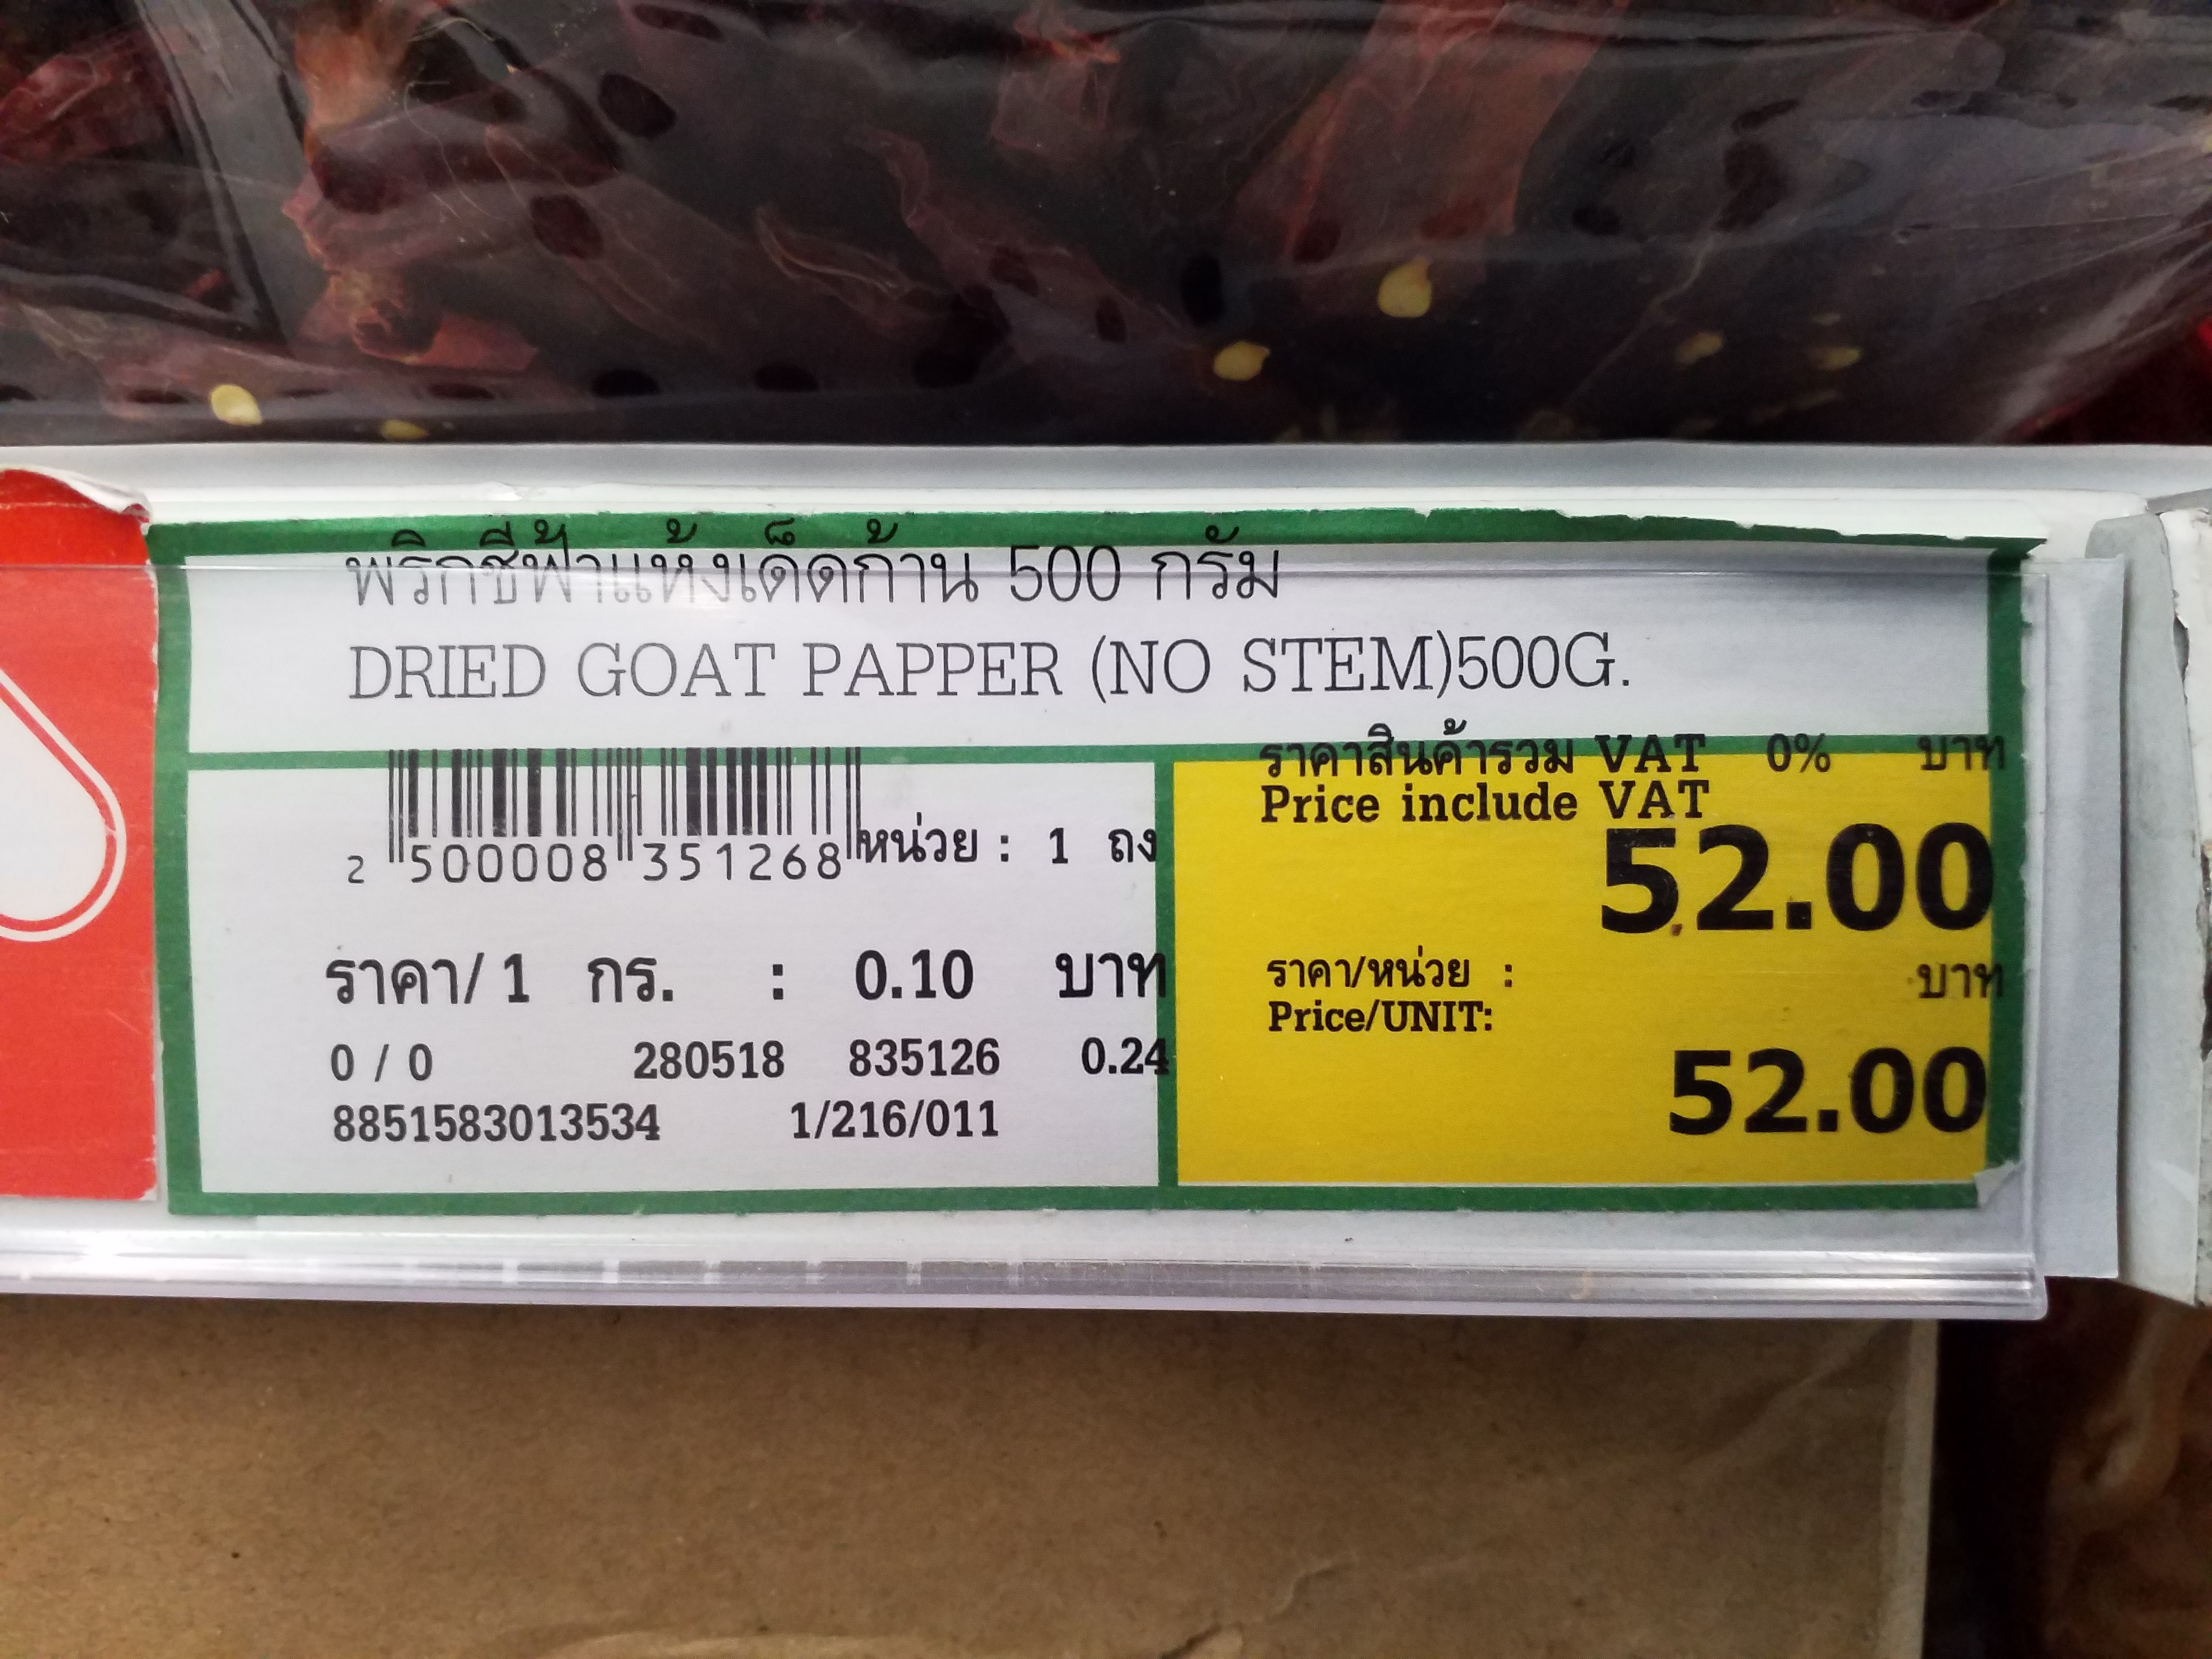 พริกชี้ฟ้าแห้งเด็ดก้าน 500 กรัม
DRIED GOAT PAPPER (NO STEM)500G.
ราคาสินค้ารวม VAT 0% บาท
Price include VAT
52.00
2 500008 351268
หน่วย : 1 ถง
ราคา/ 1 กร. : 0.10 บาท
ราคา/หน่วย : บาท
Price/UNIT:
52.00
0 / 0 280518 835126 0.24
8851583013534 1/216/011